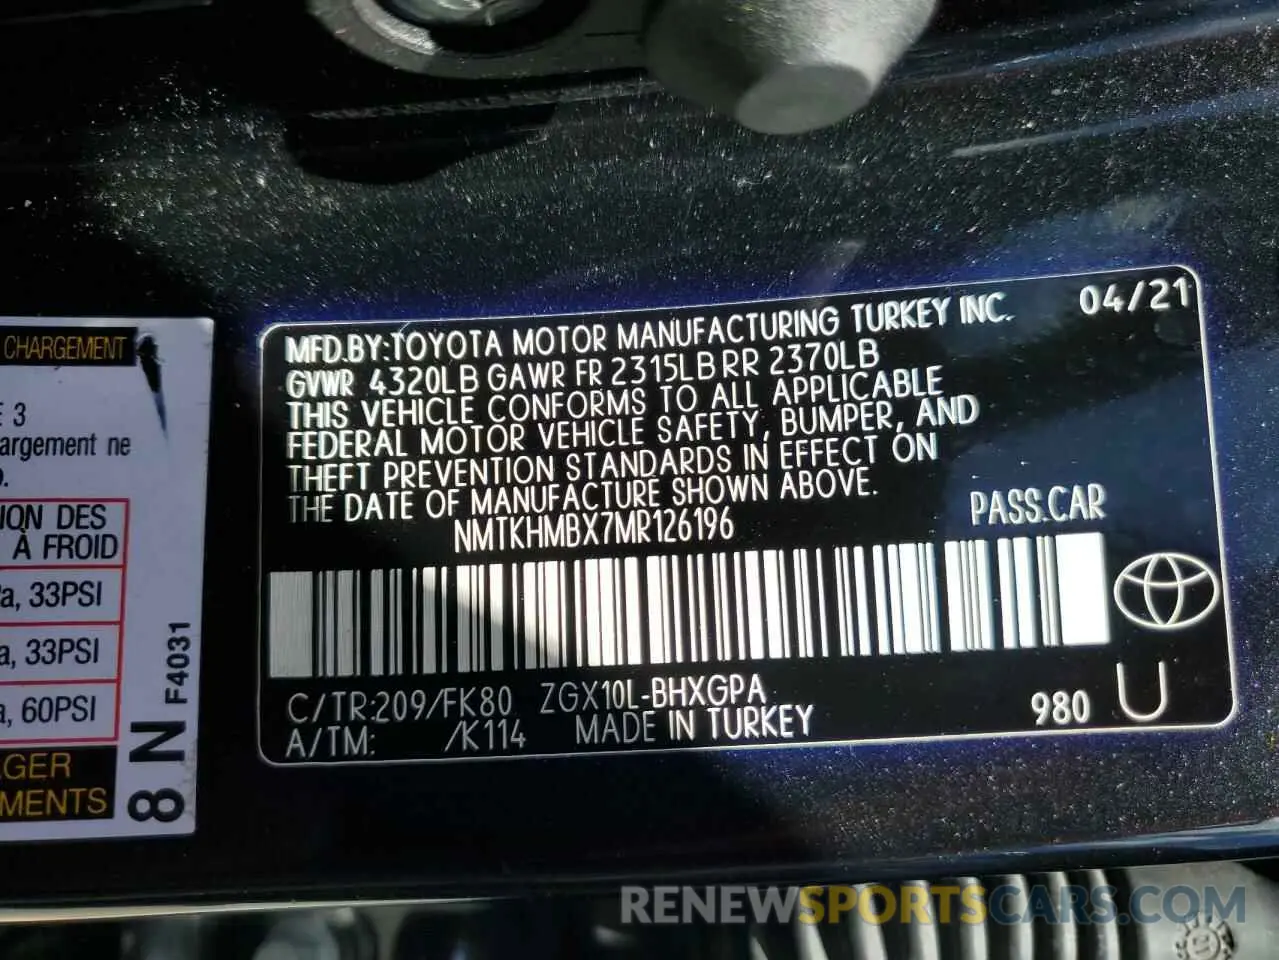 CHARGEMENT
E 3
argement ne
ION DES
À FROID
a, 33PSI
a, 33PSI
a, 60PSI
GER
MENTS
8 N
F4031
MFD.BY:TOYOTA MOTOR MANUFACTURING TURKEY INC. 04/21
GVWR 4320LB GAWR FR 2315LB RR 2370LB
THIS VEHICLE CONFORMS TO ALL APPLICABLE
FEDERAL MOTOR VEHICLE SAFETY, BUMPER, AND
THEFT PREVENTION STANDARDS IN EFFECT ON
THE DATE OF MANUFACTURE SHOWN ABOVE.
NMTKHMBX7MR126196 PASS.CAR
C/TR:209/FK80 ZGX10L-BHXGPA
A/TM: /K114 MADE IN TURKEY 980 U
RENEWSPORTSCARS.COM